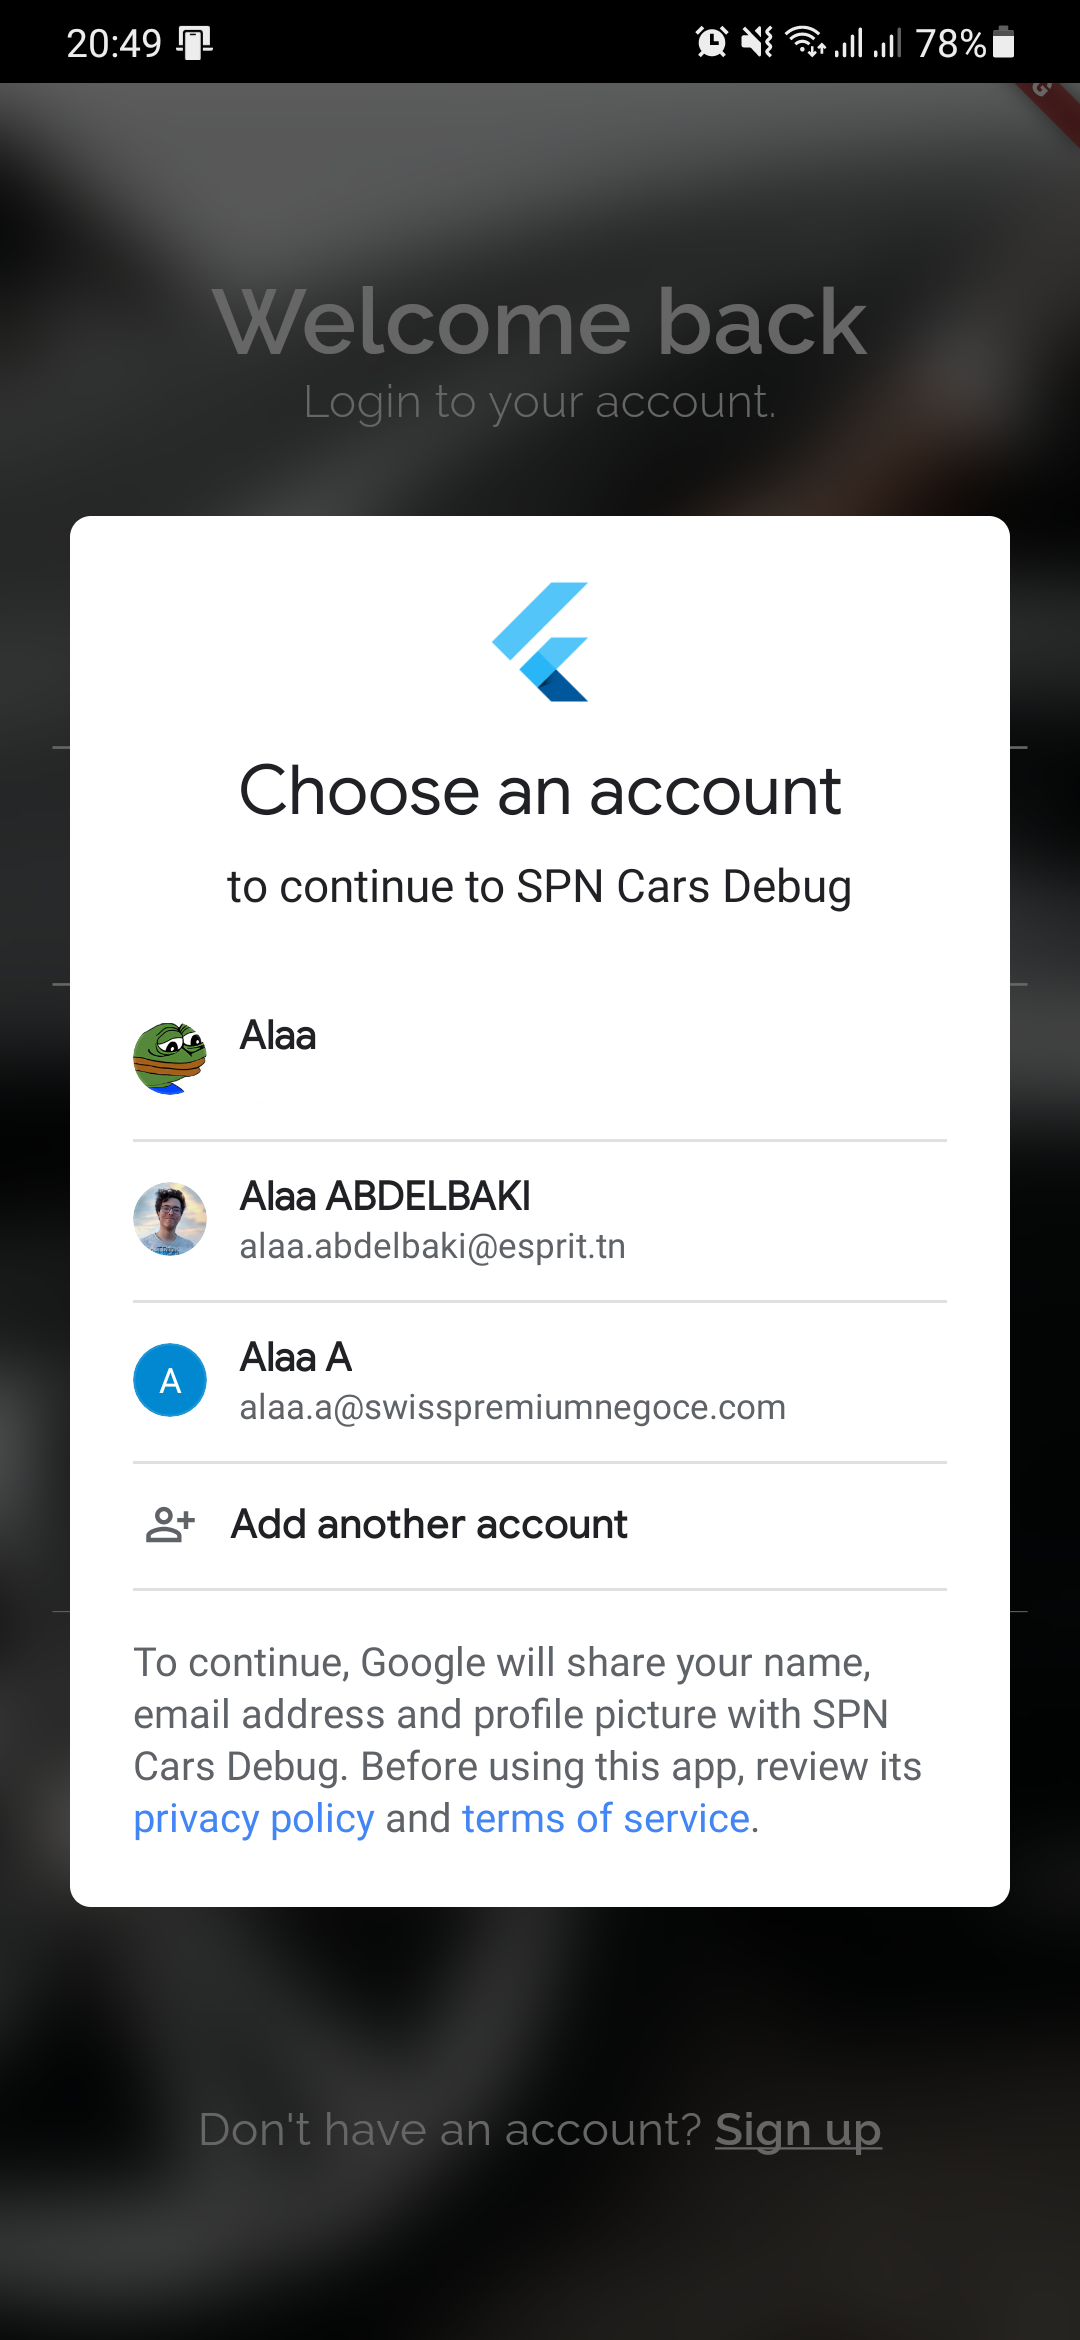 20:49 78%
G
Welcome back
Login to your account.
Choose an account
to continue to SPN Cars Debug
Alaa
Alaa ABDELBAKI
alaa.abdelbaki@esprit.tn
A
Alaa A
alaa.a@swisspremiumnegoce.com
Add another account
To continue, Google will share your name,
email address and profile picture with SPN
Cars Debug. Before using this app, review its
privacy policy and terms of service.
Don't have an account? Sign up